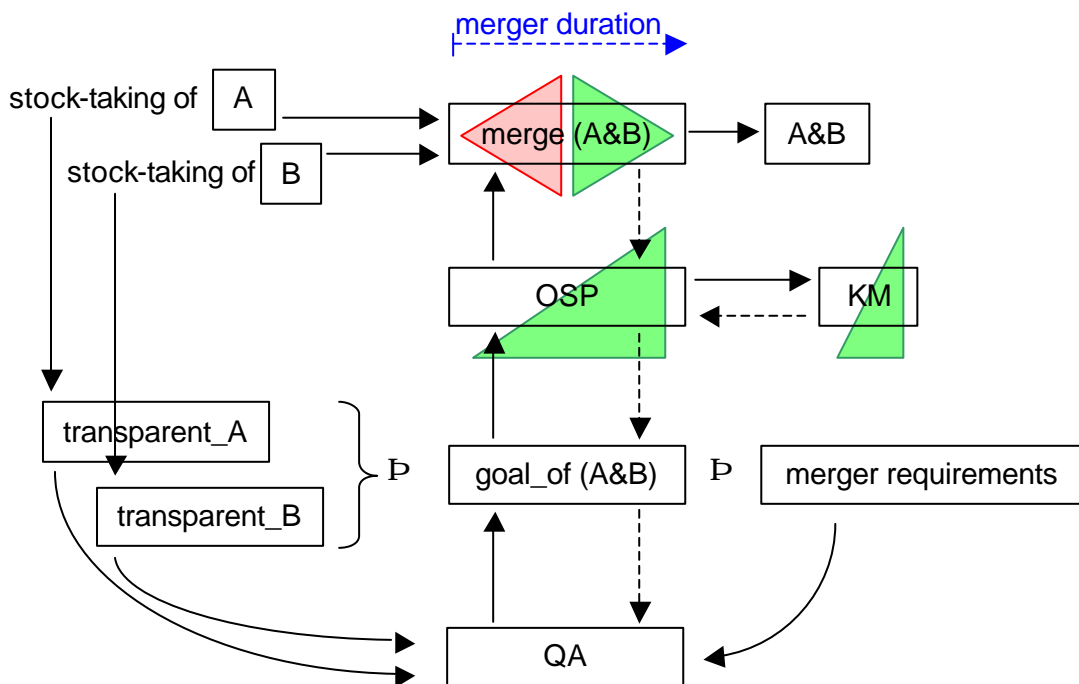 merger duration
stock-taking of A
merge (A&B)
A&B
stock-taking of B
OSP
KM
transparent_A
Þ
goal_of (A&B)
Þ
merger requirements
transparent_B
QA